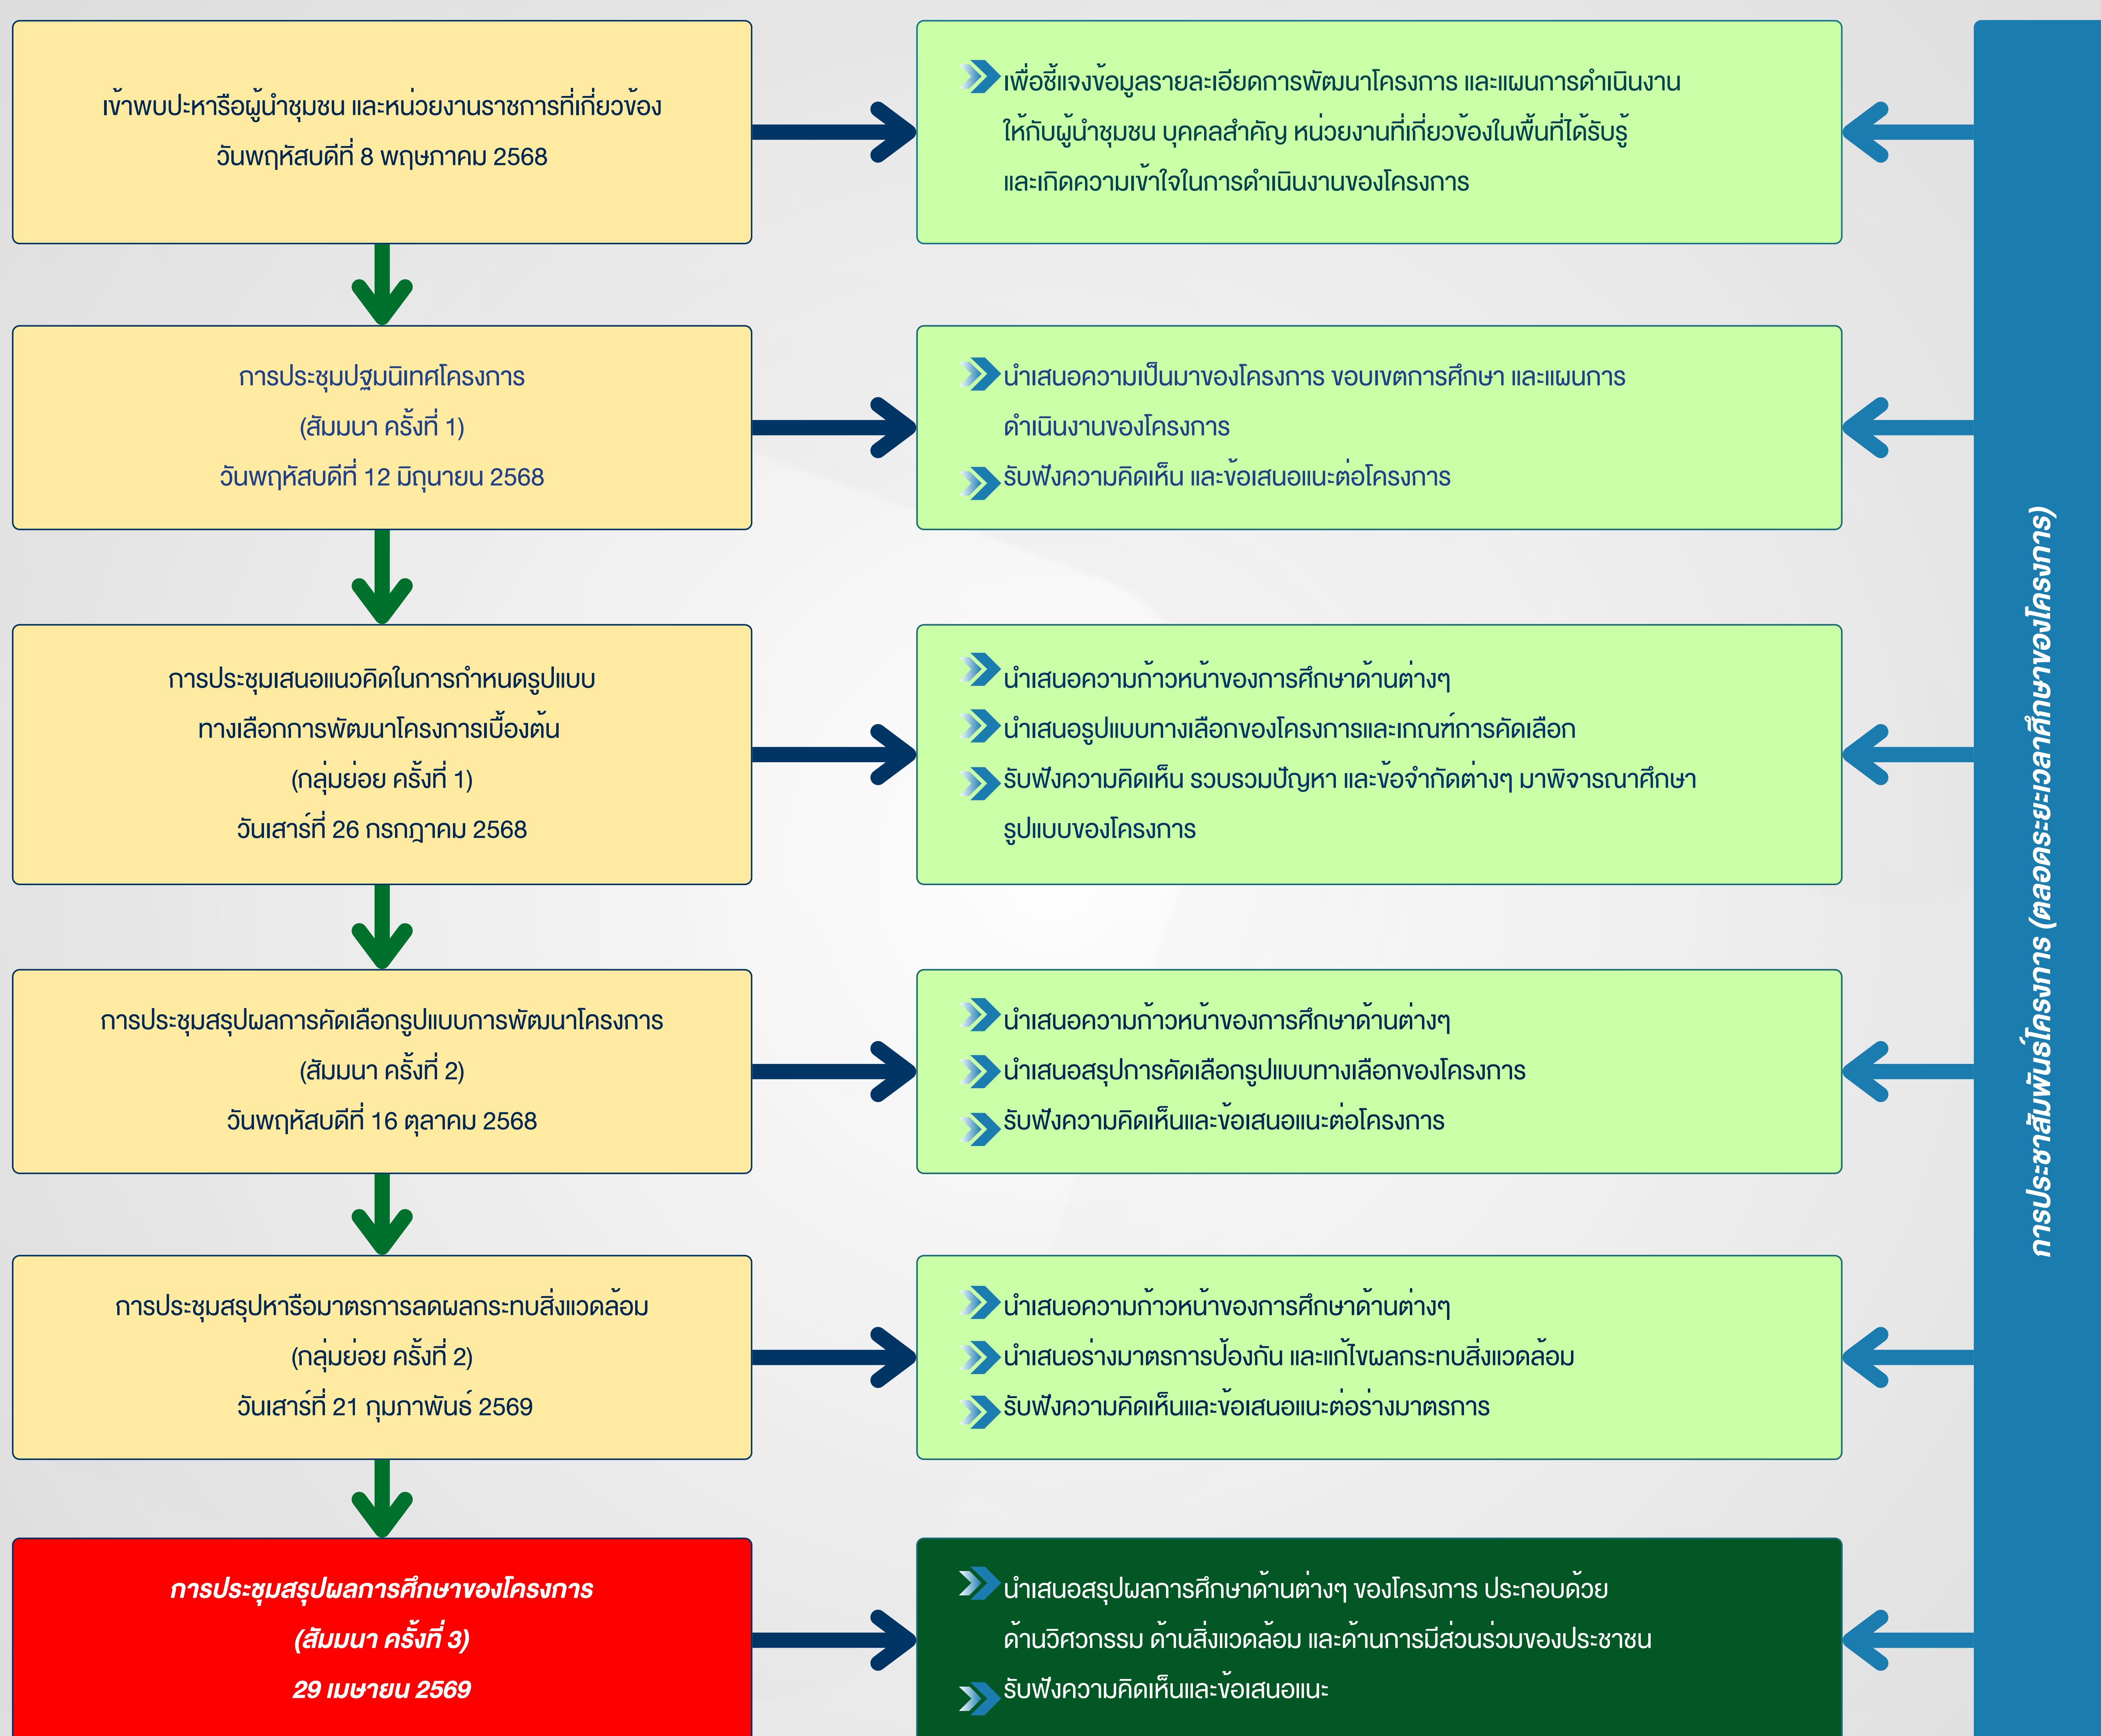 เข้าพบปะหารือผู้นำชุมชน และหน่วยงานราชการที่เกี่ยวข้อง
วันพฤหัสบดีที่ 8 พฤษภาคม 2568
เพื่อชี้แจงข้อมูลรายละเอียดการพัฒนาโครงการ และแผนการดำเนินงาน
ให้กับผู้นำชุมชน บุคคลสำคัญ หน่วยงานที่เกี่ยวข้องในพื้นที่ได้รับรู้
และเกิดความเข้าใจในการดำเนินงานของโครงการ
การประชุมปฐมนิเทศโครงการ
(สัมมนา ครั้งที่ 1)
วันพฤหัสบดีที่ 12 มิถุนายน 2568
นำเสนอความเป็นมาของโครงการ ขอบเขตการศึกษา และแผนการ
ดำเนินงานของโครงการ
รับฟังความคิดเห็น และข้อเสนอแนะต่อโครงการ
การประชุมเสนอแนวคิดในการกำหนดรูปแบบ
ทางเลือกการพัฒนาโครงการเบื้องต้น
(กลุ่มย่อย ครั้งที่ 1)
วันเสาร์ที่ 26 กรกฎาคม 2568
นำเสนอความก้าวหน้าของการศึกษาด้านต่างๆ
นำเสนอรูปแบบทางเลือกของโครงการและเกณฑ์การคัดเลือก
รับฟังความคิดเห็น รวบรวมปัญหา และข้อจำกัดต่างๆ มาพิจารณาศึกษา
รูปแบบของโครงการ
การประชุมสรุปผลการคัดเลือกรูปแบบการพัฒนาโครงการ
(สัมมนา ครั้งที่ 2)
วันพฤหัสบดีที่ 16 ตุลาคม 2568
นำเสนอความก้าวหน้าของการศึกษาด้านต่างๆ
นำเสนอสรุปการคัดเลือกรูปแบบทางเลือกของโครงการ
รับฟังความคิดเห็นและข้อเสนอแนะต่อโครงการ
การประชุมสรุปหารือมาตรการลดผลกระทบสิ่งแวดล้อม
(กลุ่มย่อย ครั้งที่ 2)
วันเสาร์ที่ 21 กุมภาพันธ์ 2569
นำเสนอความก้าวหน้าของการศึกษาด้านต่างๆ
นำเสนอร่างมาตรการป้องกัน และแก้ไขผลกระทบสิ่งแวดล้อม
รับฟังความคิดเห็นและข้อเสนอแนะต่อร่างมาตรการ
การประชุมสรุปผลการศึกษาของโครงการ
(สัมมนา ครั้งที่ 3)
29 เมษายน 2569
นำเสนอสรุปผลการศึกษาด้านต่างๆ ของโครงการ ประกอบด้วย
ด้านวิศวกรรม ด้านสิ่งแวดล้อม และด้านการมีส่วนร่วมของประชาชน
รับฟังความคิดเห็นและข้อเสนอแนะ
การประชาสัมพันธ์โครงการ (ตลอดระยะเวลาศึกษาของโครงการ)